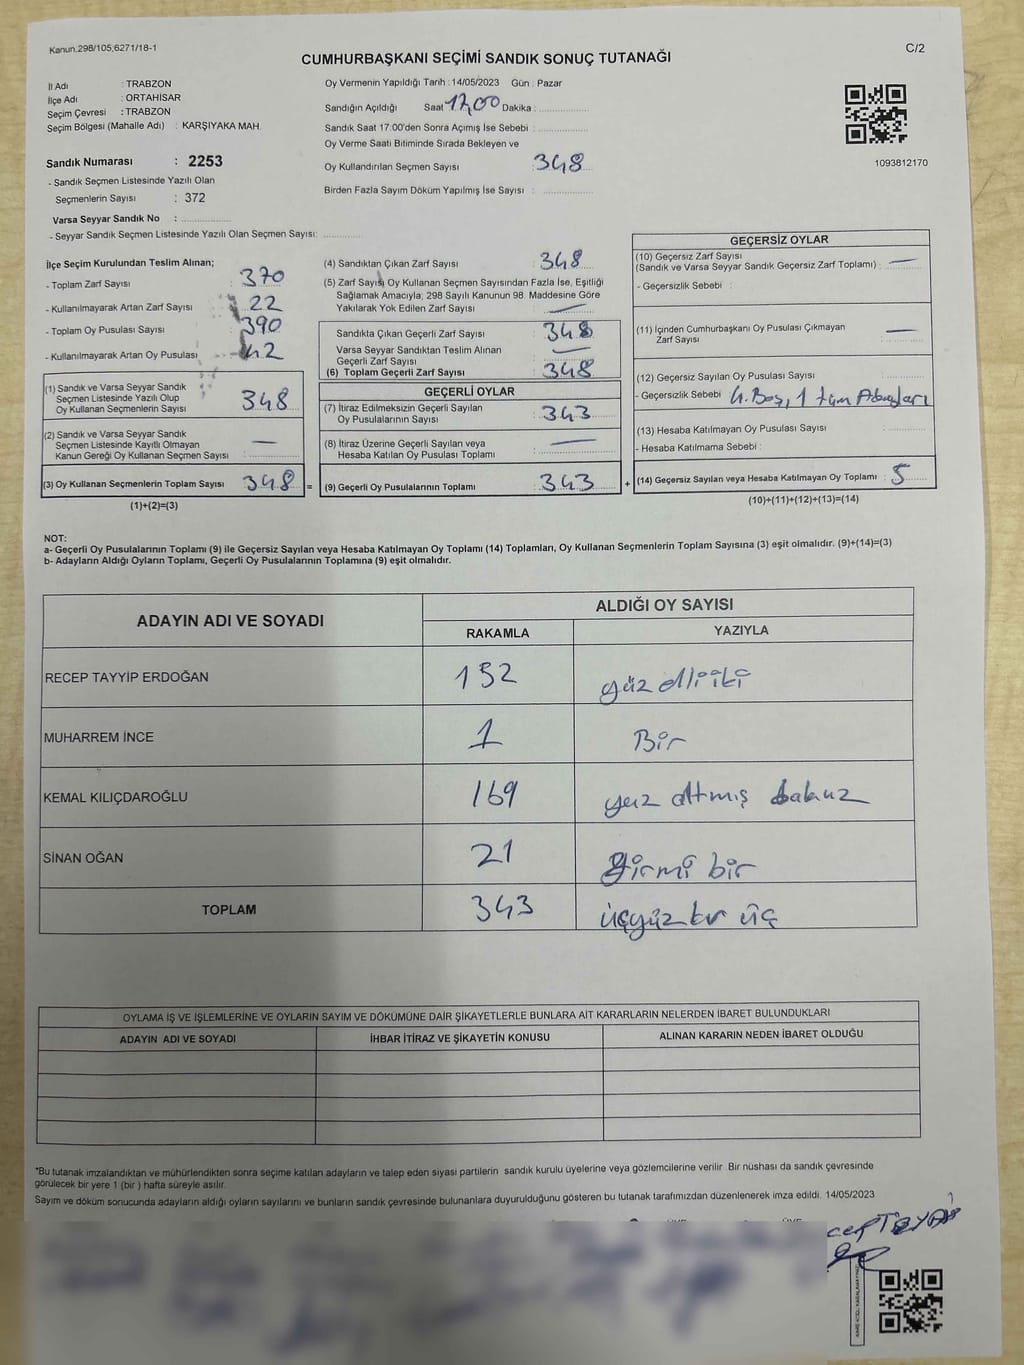 Kanun.298/105,6271/18-1
C/2
CUMHURBAŞKANI SEÇİMİ SANDIK SONUÇ TUTANAĞI
İl Adı : TRABZON
İlçe Adı : ORTAHİSAR
Seçim Çevresi : TRABZON
Seçim Bölgesi (Mahalle Adı) : KARŞIYAKA MAH.
Sandık Numarası : 2253
- Sandık Seçmen Listesinde Yazılı Olan
Seçmenlerin Sayısı : 372
Varsa Seyyar Sandık No :
- Seyyar Sandık Seçmen Listesinde Yazılı Olan Seçmen Sayısı:
Oy Vermenin Yapıldığı Tarih : 14/05/2023 Gün : Pazar
Sandığın Açıldığı Saat 17,00 Dakika :
Sandık Saat 17:00'den Sonra Açımış İse Sebebi :
Oy Verme Saati Bitiminde Sırada Bekleyen ve
Oy Kullandırılan Seçmen Sayısı : 348
Birden Fazla Sayım Döküm Yapılmış İse Sayısı :
1093812170
İlçe Seçim Kurulundan Teslim Alınan;
- Toplam Zarf Sayısı : 370
- Kullanılmayarak Artan Zarf Sayısı : 22
- Toplam Oy Pusulası Sayısı : 390
- Kullanılmayarak Artan Oy Pusulası : 42
(1) Sandık ve Varsa Seyyar Sandık
Seçmen Listesinde Yazılı Olup
Oy Kullanan Seçmenlerin Sayısı : 348
(2) Sandık ve Varsa Seyyar Sandık
Seçmen Listesinde Kayıtlı Olmayan
Kanun Gereği Oy Kullanan Seçmen Sayısı : —
(3) Oy Kullanan Seçmenlerin Toplam Sayısı : 348 =
(1)+(2)=(3)
(4) Sandıktan Çıkan Zarf Sayısı : 348
(5) Zarf Sayısı Oy Kullanan Seçmen Sayısından Fazla İse, Eşitliği
Sağlamak Amacıyla; 298 Sayılı Kanunun 98. Maddesine Göre
Yakılarak Yok Edilen Zarf Sayısı : —
Sandıkta Çıkan Geçerli Zarf Sayısı : 348
Varsa Seyyar Sandıktan Teslim Alınan
Geçerli Zarf Sayısı : —
(6) Toplam Geçerli Zarf Sayısı : 348
GEÇERLİ OYLAR
(7) İtiraz Edilmeksizin Geçerli Sayılan
Oy Pusulalarının Sayısı : 343
(8) İtiraz Üzerine Geçerli Sayılan veya
Hesaba Katılan Oy Pusulası Toplamı : —
(9) Geçerli Oy Pusulalarının Toplamı : 343 +
GEÇERSİZ OYLAR
(10) Geçersiz Zarf Sayısı
(Sandık ve Varsa Seyyar Sandık Geçersiz Zarf Toplamı) : —
- Geçersizlik Sebebi :
(11) İçinden Cumhurbaşkanı Oy Pusulası Çıkmayan
Zarf Sayısı : —
(12) Geçersiz Sayılan Oy Pusulası Sayısı :
- Geçersizlik Sebebi 4. Boş, 1 tüm Adayları
(13) Hesaba Katılmayan Oy Pusulası Sayısı :
- Hesaba Katılmama Sebebi :
(14) Geçersiz Sayılan veya Hesaba Katılmayan Oy Toplamı : 5
(10)+(11)+(12)+(13)=(14)
NOT:
a- Geçerli Oy Pusulalarının Toplamı (9) ile Geçersiz Sayılan veya Hesaba Katılmayan Oy Toplamı (14) Toplamları, Oy Kullanan Seçmenlerin Toplam Sayısına (3) eşit olmalıdır. (9)+(14)=(3)
b- Adayların Aldığı Oyların Toplamı, Geçerli Oy Pusulalarının Toplamına (9) eşit olmalıdır.
ADAYIN ADI VE SOYADI
ALDIĞI OY SAYISI
RAKAMLA
YAZIYLA
RECEP TAYYİP ERDOĞAN 152 yüz elli iki
MUHARREM İNCE 1 Bir
KEMAL KILIÇDAROĞLU 169 yüz altmış dokuz
SİNAN OĞAN 21 Yirmi bir
TOPLAM 343 üçyüz kır üç
OYLAMA İŞ VE İŞLEMLERİNE VE OYLARIN SAYIM VE DÖKÜMÜNE DAİR ŞİKAYETLERLE BUNLARA AİT KARARLARIN NELERDEN İBARET BULUNDUKLARI
ADAYIN ADI VE SOYADI
İHBAR İTİRAZ VE ŞİKAYETİN KONUSU
ALINAN KARARIN NEDEN İBARET OLDUĞU
*Bu tutanak imzalandıktan ve mühürlendikten sonra seçime katılan adayların ve talep eden siyasi partilerin sandık kurulu üyelerine veya gözlemcilerine verilir. Bir nüshası da sandık çevresinde
görülecek bir yere 1 (bir) hafta süreyle asılır.
Sayım ve döküm sonucunda adayların aldığı oyların sayılarını ve bunların sandık çevresinde bulunanlara duyurulduğunu gösteren bu tutanak tarafımızdan düzenlenerek imza edildi. 14/05/2023